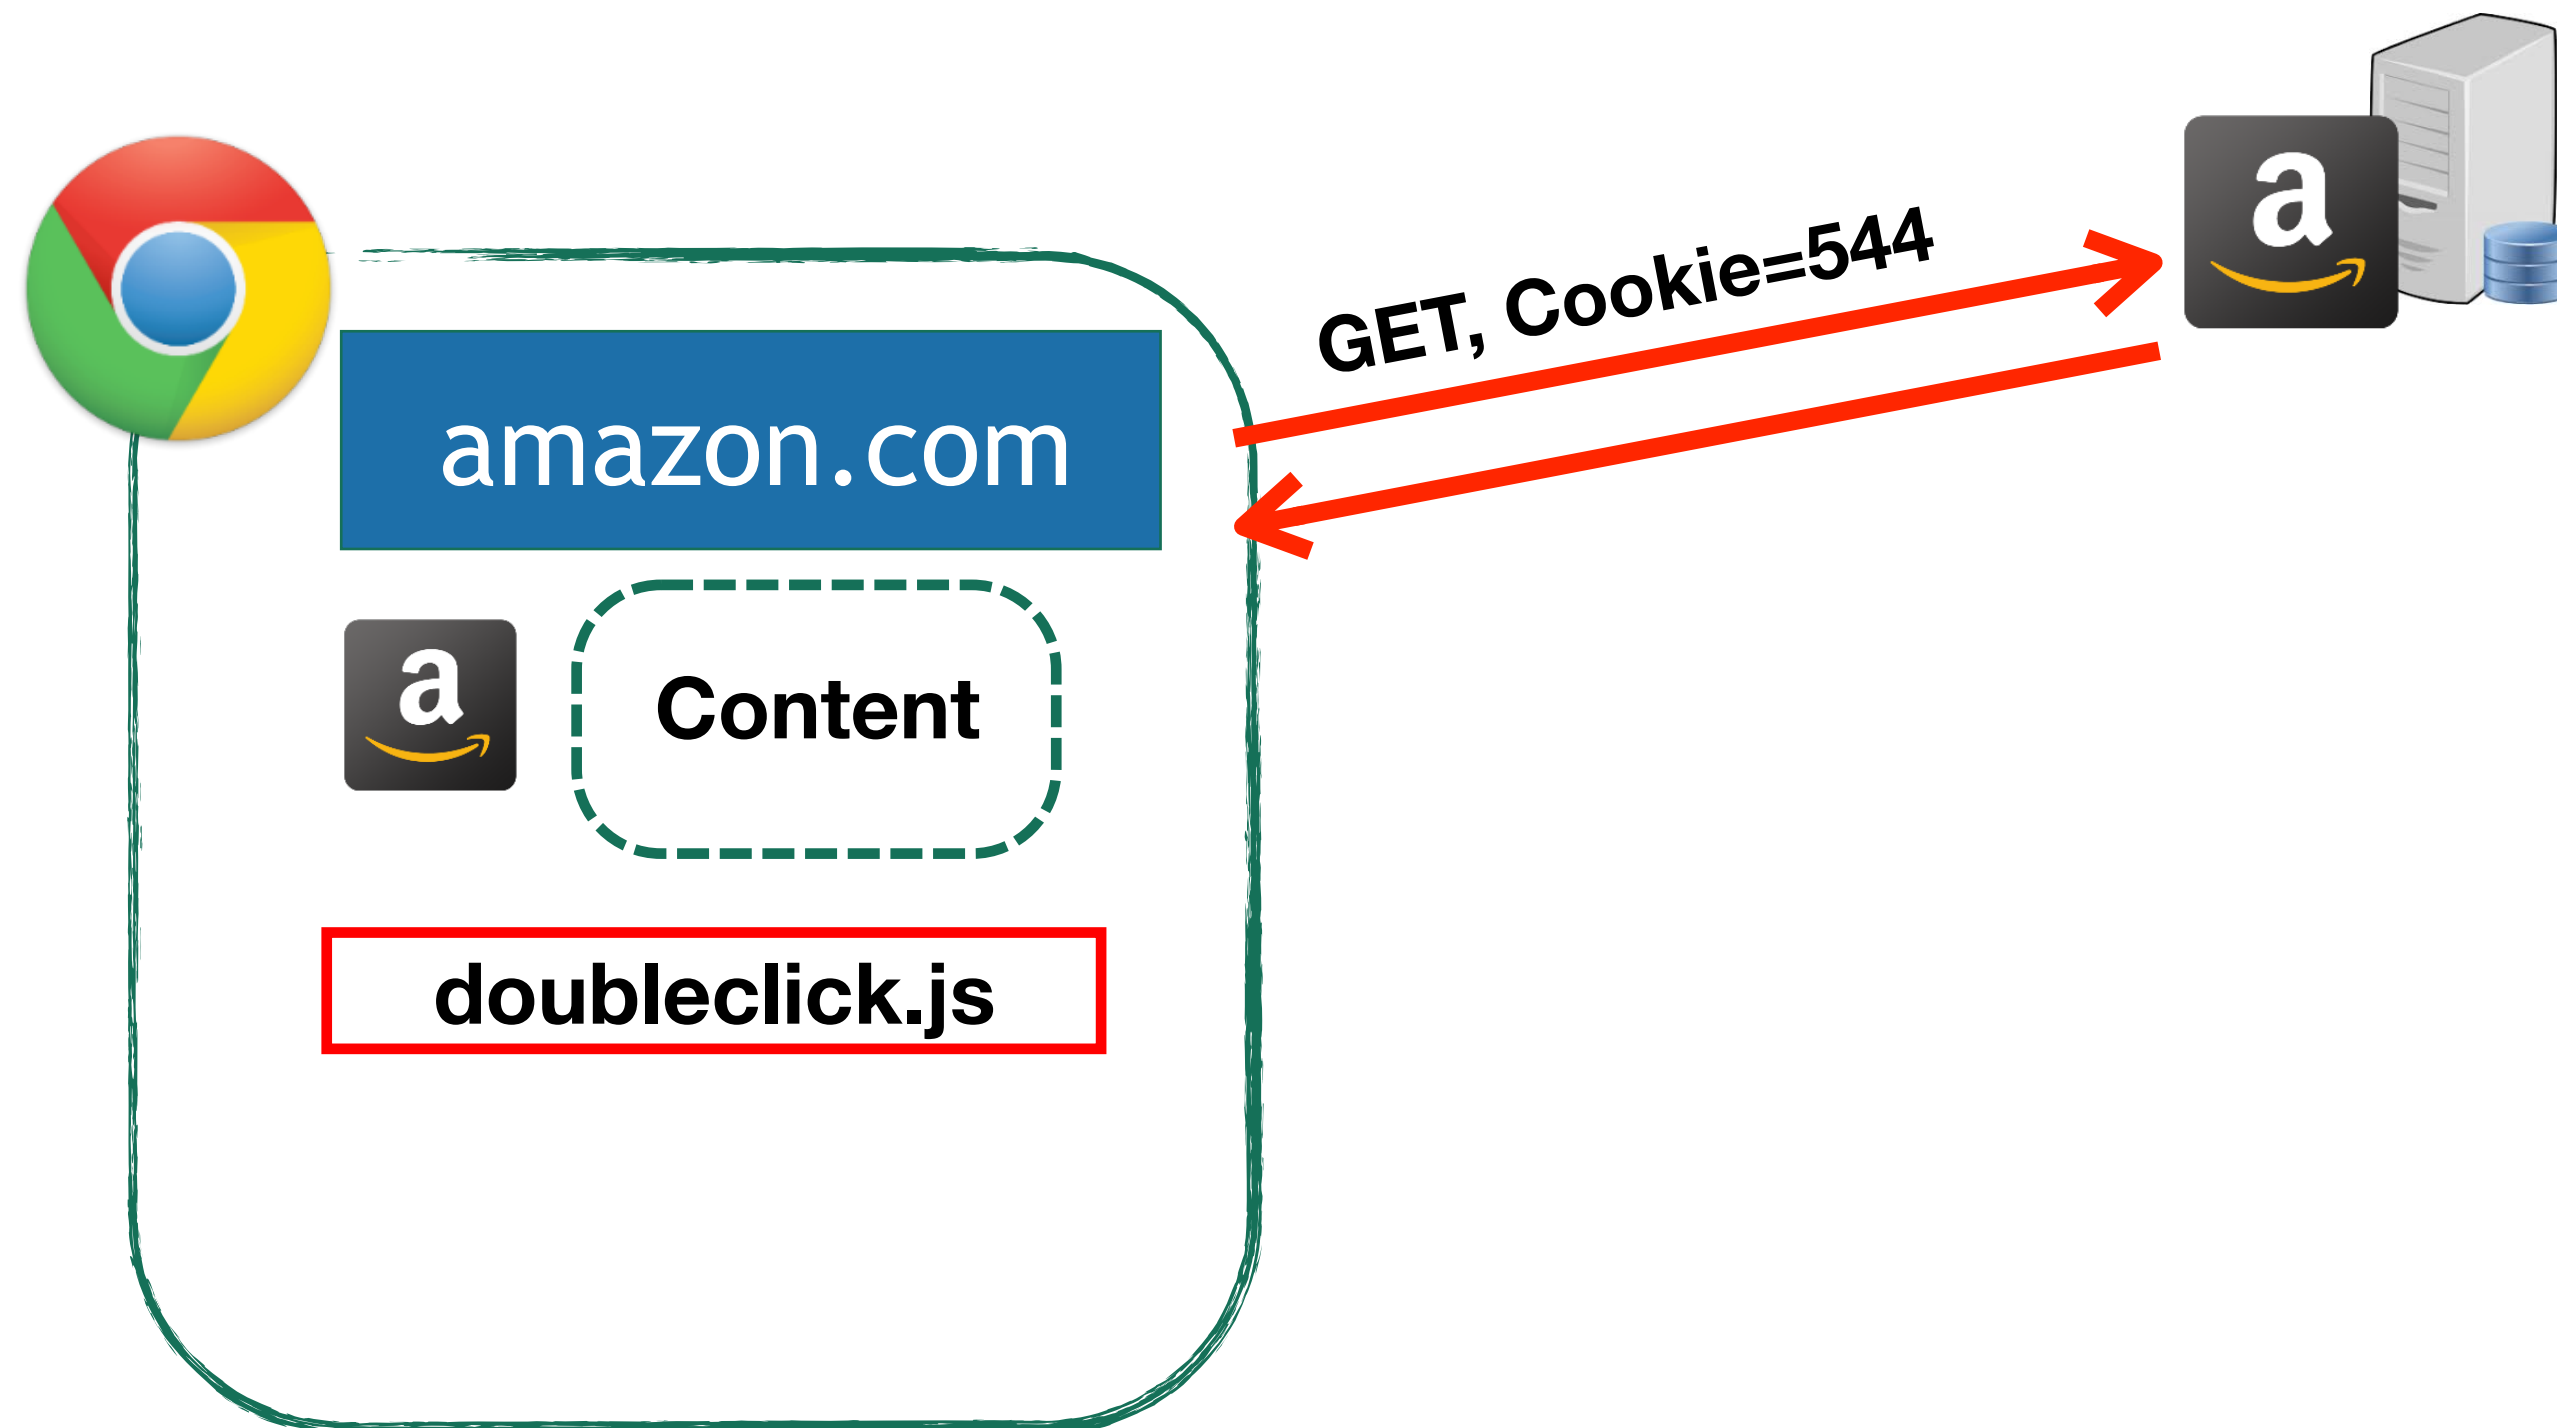 GET, Cookie=544
a
amazon.com
a
Content
doubleclick.js